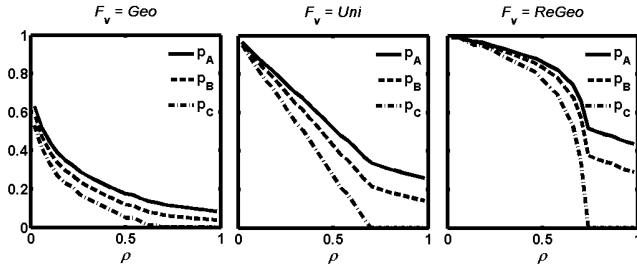 F_v = Geo
F_v = Uni
F_v = ReGeo
1
0.8
0.6
0.4
0.2
0
p_A
p_B
p_C
p_A
p_B
p_C
p_A
p_B
p_C
0 0.5 1
0 0.5 1
0 0.5 1
ρ
ρ
ρ